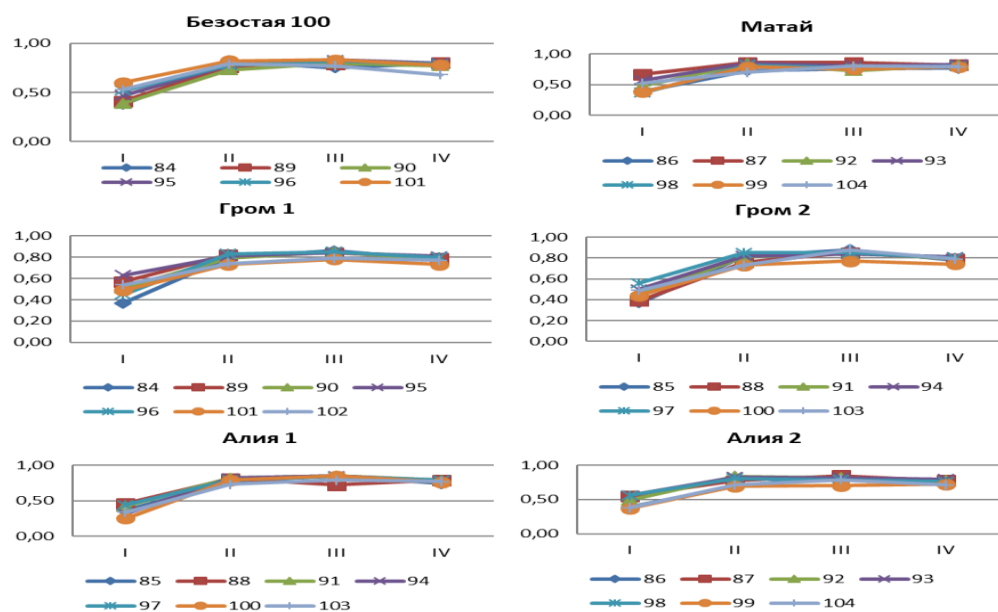 Безостая 100
1,00
0,50
0,00
I II III IV
84 89 90
95 96 101
Матай
1,00
0,50
0,00
I II III IV
86 87 92 93
98 99 104
Гром 1
1,00
0,80
0,60
0,40
0,20
0,00
I II III IV
84 89 90 95
96 101 102
Гром 2
1,00
0,80
0,60
0,40
0,20
0,00
I II III IV
85 88 91 94
97 100 103
Алия 1
1,00
0,50
0,00
I II III IV
85 88 91 94
97 100 103
Алия 2
1,00
0,50
0,00
I II III IV
86 87 92 93
98 99 104